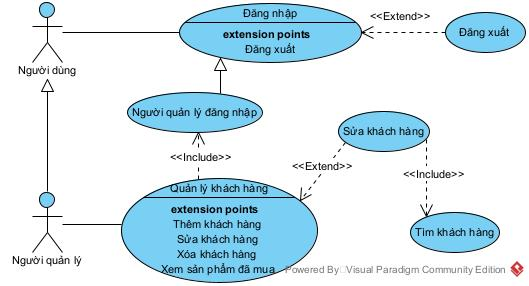 Đăng nhập
<<Extend>>
extension points
Đăng xuất
Đăng xuất
Người dùng
Người quản lý đăng nhập
Sửa khách hàng
<<Include>>
<<Extend>>
<<Include>>
Quản lý khách hàng
extension points
Thêm khách hàng
Sửa khách hàng
Xóa khách hàng
Xem sản phẩm đã mua
Tìm khách hàng
Người quản lý
Powered By Visual Paradigm Community Edition